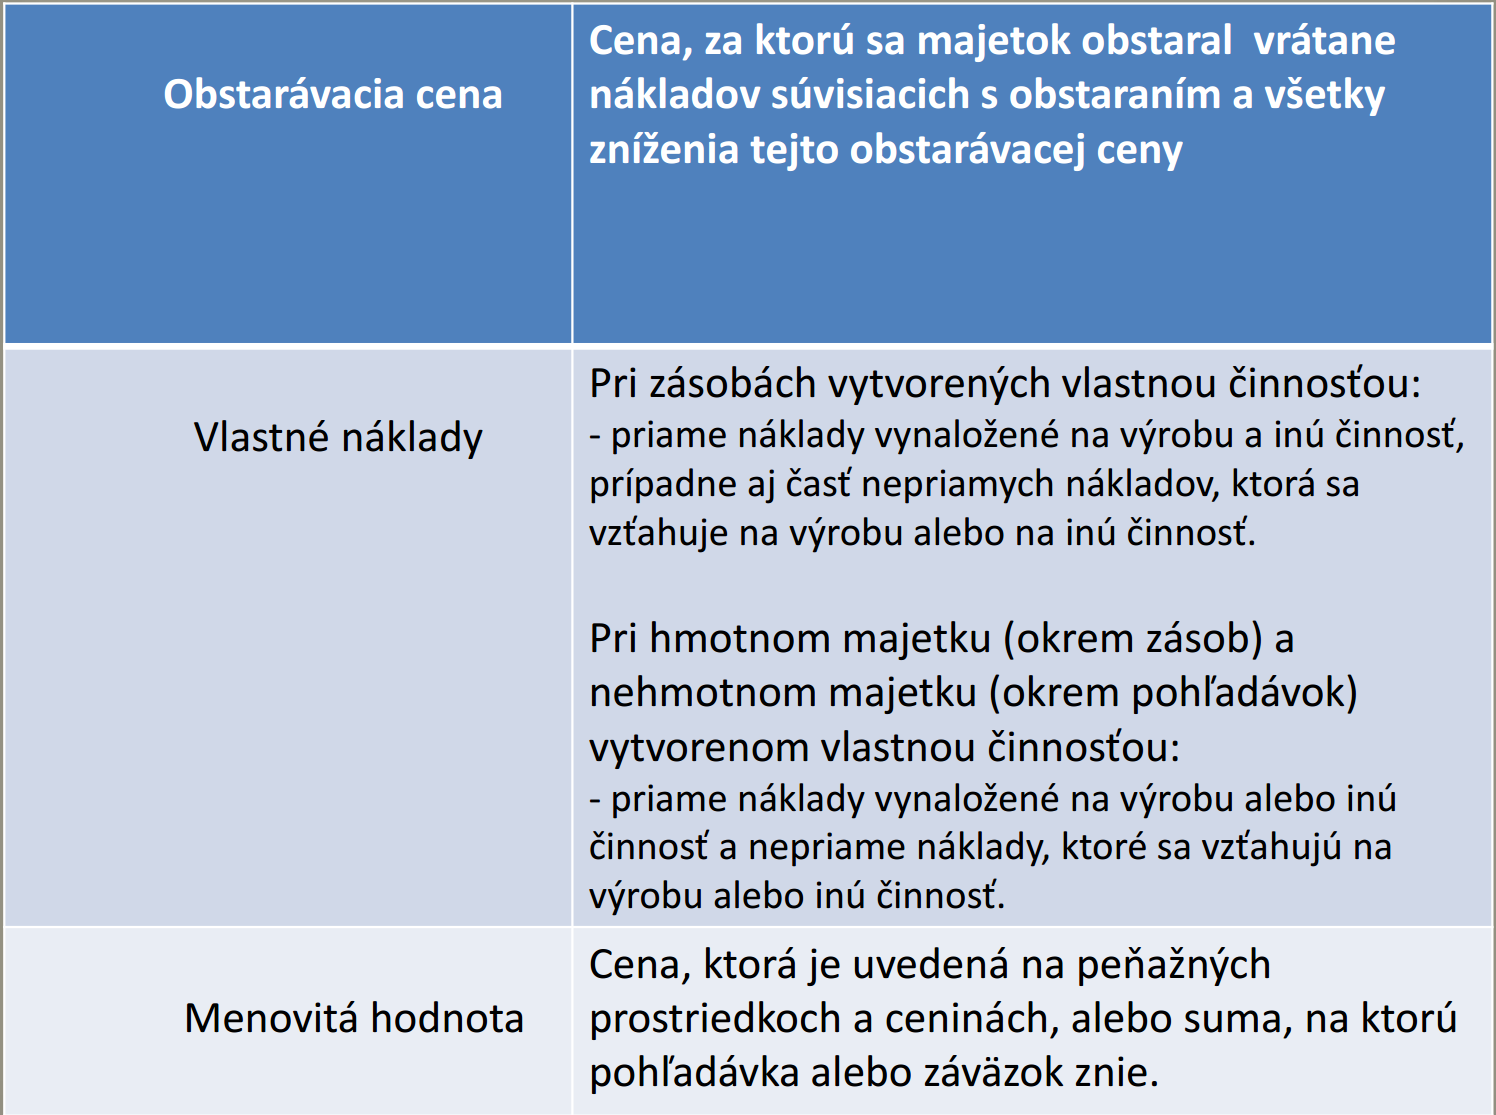 Obstarávacia cena
Cena, za ktorú sa majetok obstaral  vrátane
nákladov súvisiacich s obstaraním a všetky
zníženia tejto obstarávacej ceny
Vlastné náklady
Pri zásobách vytvorených vlastnou činnosťou:
- priame náklady vynaložené na výrobu a inú činnosť,
prípadne aj časť nepriamych nákladov, ktorá sa
vzťahuje na výrobu alebo na inú činnosť.
Pri hmotnom majetku (okrem zásob) a
nehmotnom majetku (okrem pohľadávok)
vytvorenom vlastnou činnosťou:
- priame náklady vynaložené na výrobu alebo inú
činnosť a nepriame náklady, ktoré sa vzťahujú na
výrobu alebo inú činnosť.
Menovitá hodnota
Cena, ktorá je uvedená na peňažných
prostriedkoch a ceninách, alebo suma, na ktorú
pohľadávka alebo záväzok znie.